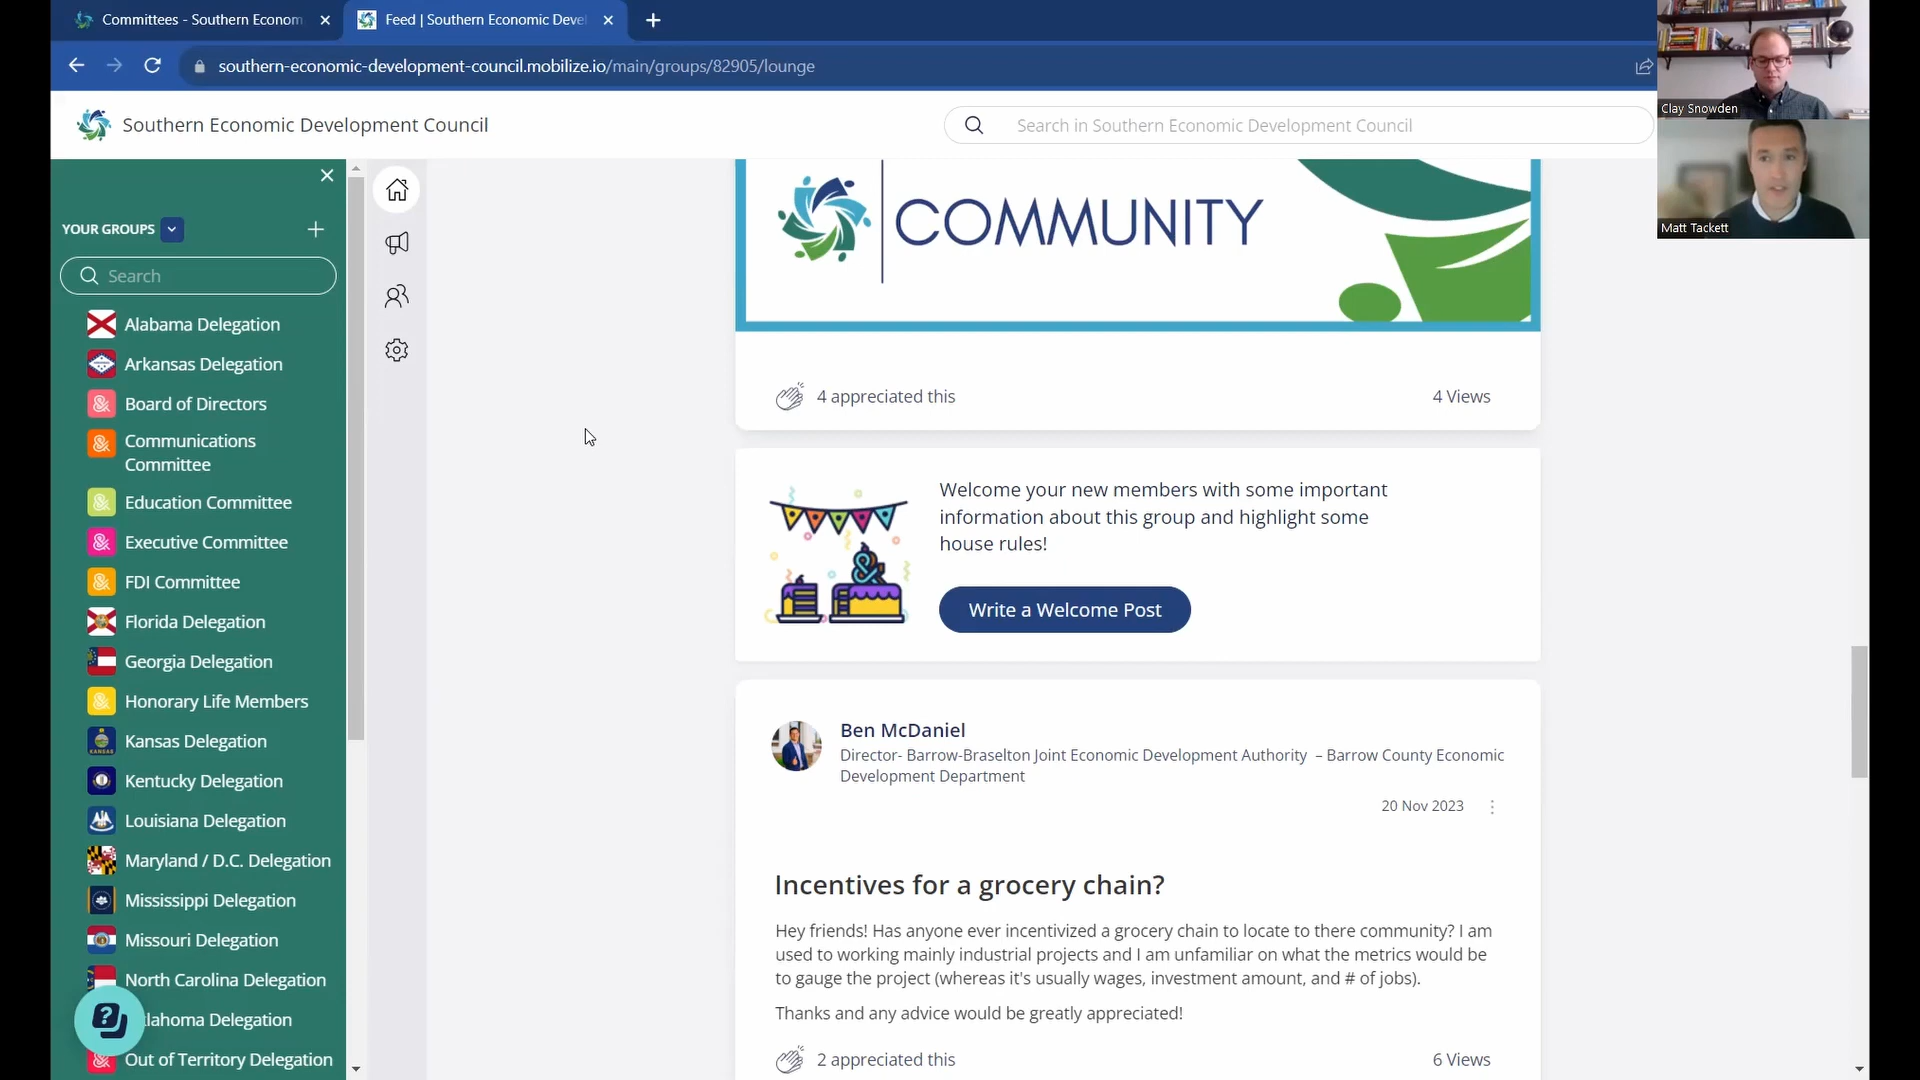 Committees - Southern Econom
Feed | Southern Economic Deve
southern-economic-development-council.mobilize.io/main/groups/82905/lounge
Southern Economic Development Council
Search in Southern Economic Development Council
Clay Snowden
Matt Tackett
YOUR GROUPS
Search
Alabama Delegation
Arkansas Delegation
Board of Directors
Communications
Committee
Education Committee
Executive Committee
FDI Committee
Florida Delegation
Georgia Delegation
Honorary Life Members
Kansas Delegation
KANSAS
Kentucky Delegation
Louisiana Delegation
Maryland / D.C. Delegation
Mississippi Delegation
Missouri Delegation
North Carolina Delegation
lahoma Delegation
Out of Territory Delegation
COMMUNITY
4 appreciated this
4 Views
Welcome your new members with some important
information about this group and highlight some
house rules!
Write a Welcome Post
Ben McDaniel
Director- Barrow-Braselton Joint Economic Development Authority – Barrow County Economic
Development Department
20 Nov 2023
Incentives for a grocery chain?
Hey friends! Has anyone ever incentivized a grocery chain to locate to there community? I am
used to working mainly industrial projects and I am unfamiliar on what the metrics would be
to gauge the project (whereas it's usually wages, investment amount, and # of jobs).
Thanks and any advice would be greatly appreciated!
2 appreciated this
6 Views